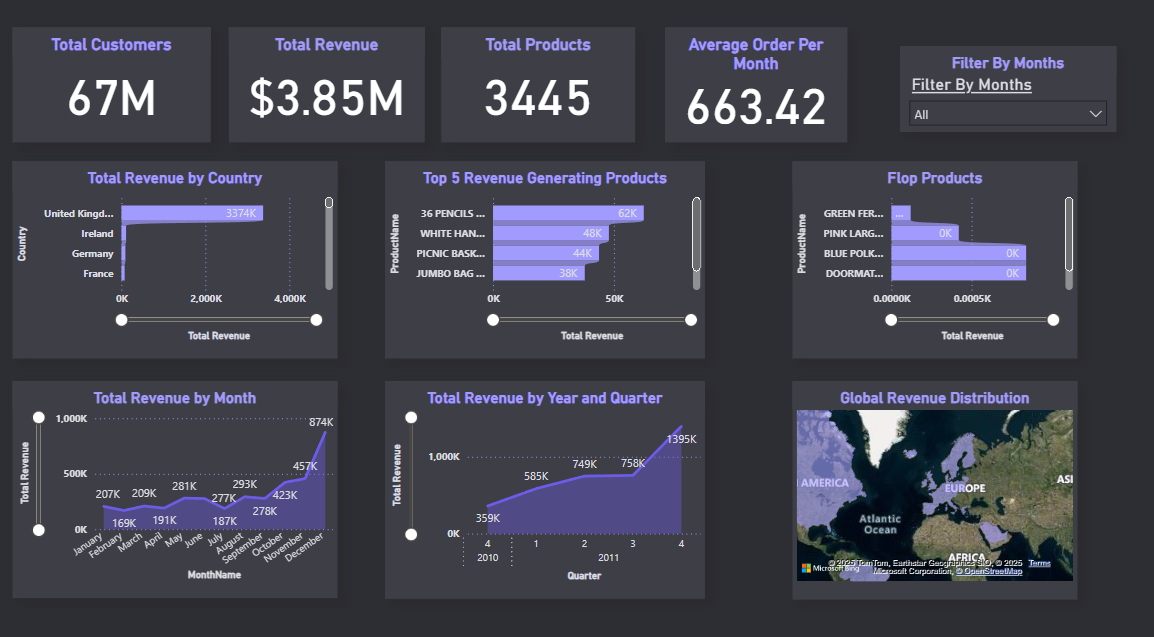 Total Customers
67M
Total Revenue
$3.85M
Total Products
3445
Average Order Per
Month
663.42
Filter By Months
Filter By Months
All
Total Revenue by Country
Country
United Kingd...
3374K
Ireland
Germany
France
0K
2,000K
4,000K
Total Revenue
Top 5 Revenue Generating Products
ProductName
36 PENCILS ...
62K
WHITE HAN...
48K
PICNIC BASK...
44K
JUMBO BAG ...
38K
0K
50K
Total Revenue
Flop Products
ProductName
GREEN FER...
...
PINK LARG...
0K
BLUE POLK...
0K
DOORMAT...
0K
0.0000K
0.0005K
Total Revenue
Total Revenue by Month
Total Revenue
1,000K
500K
0K
207K
169K
209K
191K
281K
277K
187K
293K
278K
423K
457K
874K
January
February
March
April
May
June
July
August
September
October
November
December
MonthName
Total Revenue by Year and Quarter
Total Revenue
1,000K
0K
359K
585K
749K
758K
1395K
4
1
2
3
4
2010
2011
Quarter
Global Revenue Distribution
AMERICA
EUROPE
ASI
Atlantic
Ocean
AFRICA
Microsoft Bing
© 2025 TomTom, Earthstar Geographics SIO, © 2025
Microsoft Corporation, © OpenStreetMap
Terms